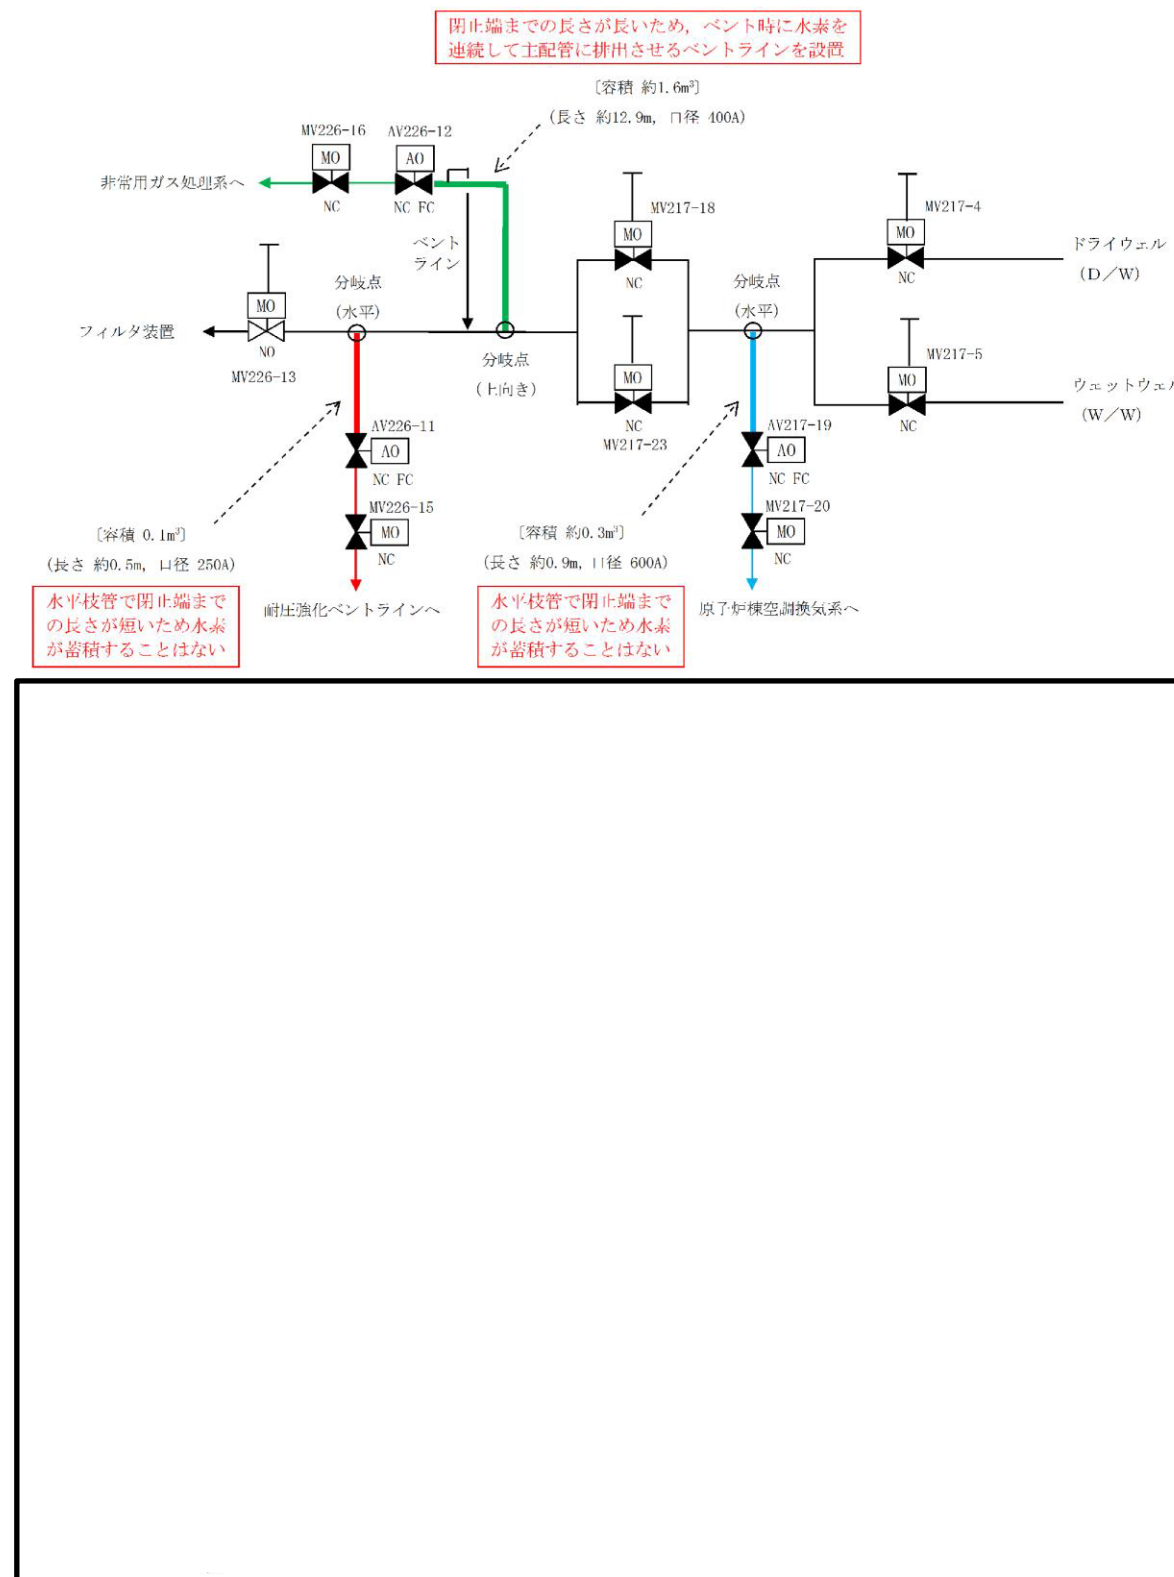 閉止端までの長さが長いため，ベント時に水素を
連続して主配管に排出させるベントラインを設置
〔容積 約1.6m³〕
(長さ 約12.9m, 口径 400A)
MV226-16
AV226-12
MO
AO
非常用ガス処理系へ
NC
NC FC
ベント
ライン
MV217-18
MO
NC
MV217-4
MO
NC
ドライウェル
(D／W)
分岐点
(水平)
分岐点
(水平)
MO
フィルタ装置
NO
MV226-13
分岐点
(上向き)
MO
NC
MV217-23
MV217-5
MO
NC
ウェットウェル
(W／W)
AV226-11
AO
NC FC
AV217-19
AO
NC FC
MV226-15
MO
NC
MV217-20
MO
NC
〔容積 0.1m³〕
(長さ 約0.5m, 口径 250A)
〔容積 約0.3m³〕
(長さ 約0.9m, 口径 600A)
水平枝管で閉止端まで
の長さが短いため水素
が蓄積することはない
耐圧強化ベントラインへ
水平枝管で閉止端まで
の長さが短いため水素
が蓄積することはない
原子炉棟空調換気系へ